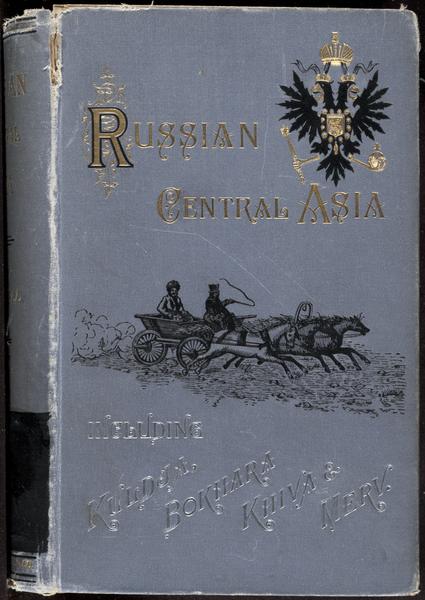 RUSSIAN
CENTRAL ASIA
INCLUDING
KULDJA,
BOKHARA
KHIVA &
MERV.